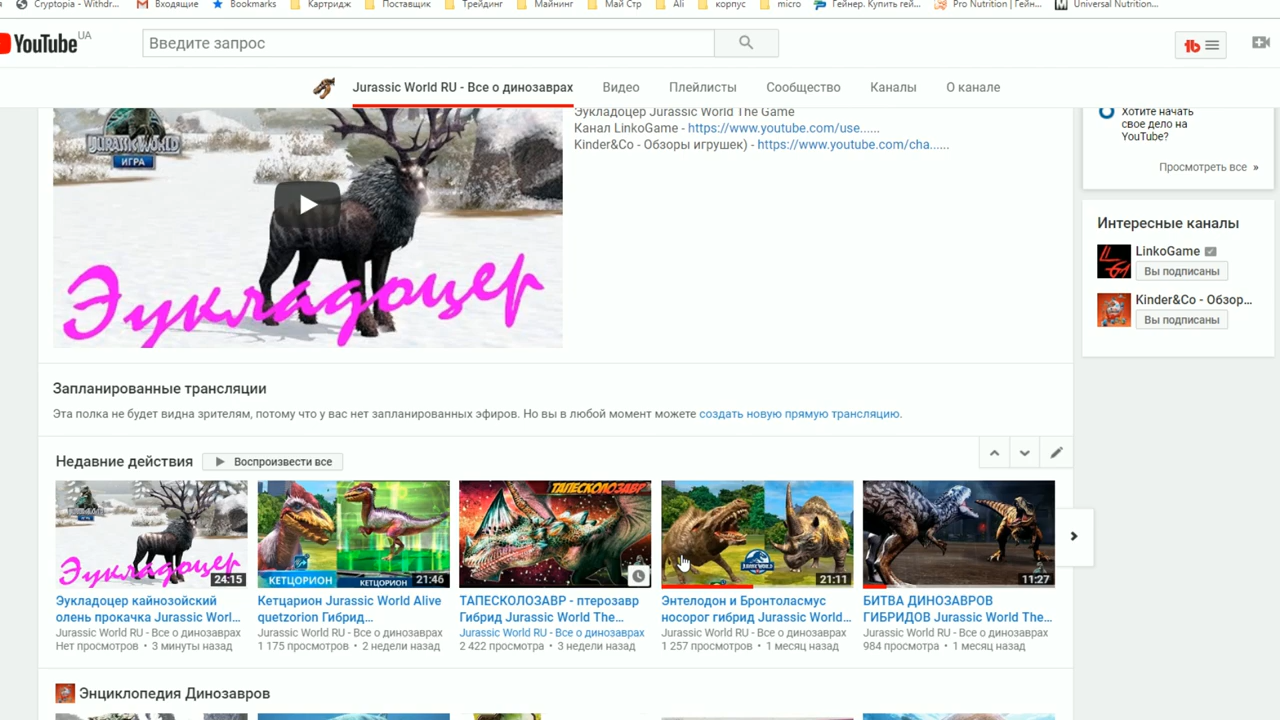 Cryptopia - Withdr...
Входящие
Bookmarks
Картридж
Поставщик
Трейдинг
Майнинг
Май Стр
Ali
корпус
micro
Гейнер. Купить гей...
Pro Nutrition | Гейн...
Universal Nutrition...
YouTube UA
Введите запрос
Jurassic World RU - Все о динозаврах
Видео
Плейлисты
Сообщество
Каналы
О канале
JURASSIC WORLD
ИГРА
Эукладоцер
Эукладоцер Jurassic World The Game
Канал LinkoGame - https://www.youtube.com/use......
Kinder&Co - Обзоры игрушек) - https://www.youtube.com/cha......
Хотите начать
свое дело на
YouTube?
Просмотреть все »
Интересные каналы
LinkoGame
Вы подписаны
Kinder&Co - Обзор...
Вы подписаны
Запланированные трансляции
Эта полка не будет видна зрителям, потому что у вас нет запланированных эфиров. Но вы в любой момент можете создать новую прямую трансляцию.
Недавние действия
Воспроизвести все
Эукладоцер
24:15
КЕТЦОРИОН
КЕТЦОРИОН
21:46
ТАПЕСКОЛОЗАВР
21:11
11:27
Эукладоцер кайнозойский
олень прокачка Jurassic Worl...
Jurassic World RU - Все о динозаврах
Нет просмотров • 3 минуты назад
Кетцарион Jurassic World Alive
quetzorion Гибрид...
Jurassic World RU - Все о динозаврах
1 175 просмотров • 2 недели назад
ТАПЕСКОЛОЗАВР - птерозавр
Гибрид Jurassic World The...
Jurassic World RU - Все о динозаврах
2 422 просмотра • 3 недели назад
Энтелодон и Бронтоласмус
носорог гибрид Jurassic World...
Jurassic World RU - Все о динозаврах
1 257 просмотров • 1 месяц назад
БИТВА ДИНОЗАВРОВ
ГИБРИДОВ Jurassic World The...
Jurassic World RU - Все о динозаврах
984 просмотра • 1 месяц назад
Энциклопедия Динозавров